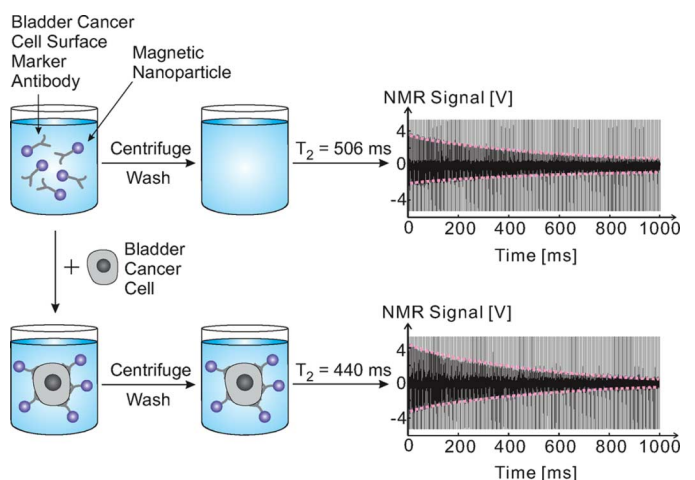 Bladder Cancer
Cell Surface
Marker
Antibody
Magnetic
Nanoparticle
Centrifuge
Wash
T2 = 506 ms
NMR Signal [V]
4
0
-4
0 200 400 600 800 1000
Time [ms]
+
Bladder
Cancer
Cell
Centrifuge
Wash
T2 = 440 ms
NMR Signal [V]
4
0
-4
0 200 400 600 800 1000
Time [ms]